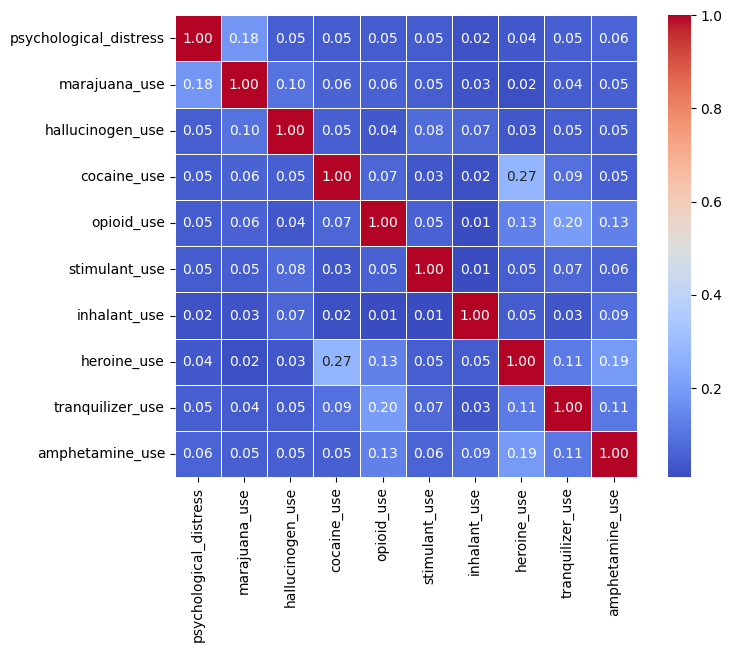 psychological_distress 1.00 0.18 0.05 0.05 0.05 0.05 0.02 0.04 0.05 0.06
marajuana_use 0.18 1.00 0.10 0.06 0.06 0.05 0.03 0.02 0.04 0.05
hallucinogen_use 0.05 0.10 1.00 0.05 0.04 0.08 0.07 0.03 0.05 0.05
cocaine_use 0.05 0.06 0.05 1.00 0.07 0.03 0.02 0.27 0.09 0.05
opioid_use 0.05 0.06 0.04 0.07 1.00 0.05 0.01 0.13 0.20 0.13
stimulant_use 0.05 0.05 0.08 0.03 0.05 1.00 0.01 0.05 0.07 0.06
inhalant_use 0.02 0.03 0.07 0.02 0.01 0.01 1.00 0.05 0.03 0.09
heroine_use 0.04 0.02 0.03 0.27 0.13 0.05 0.05 1.00 0.11 0.19
tranquilizer_use 0.05 0.04 0.05 0.09 0.20 0.07 0.03 0.11 1.00 0.11
amphetamine_use 0.06 0.05 0.05 0.05 0.13 0.06 0.09 0.19 0.11 1.00
psychological_distress
marajuana_use
hallucinogen_use
cocaine_use
opioid_use
stimulant_use
inhalant_use
heroine_use
tranquilizer_use
amphetamine_use
1.0
0.8
0.6
0.4
0.2